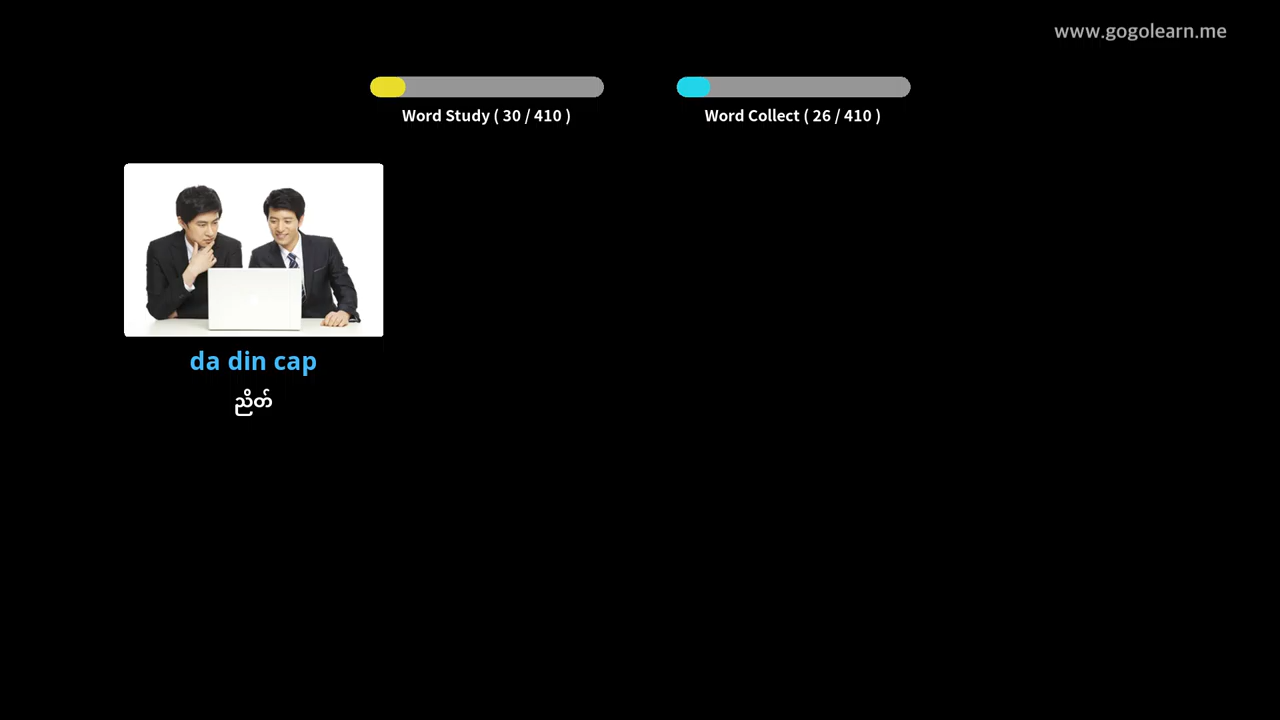 www.gogolearn.me
Word Study ( 30 / 410 )
Word Collect ( 26 / 410 )
da din cap
ညိတ်